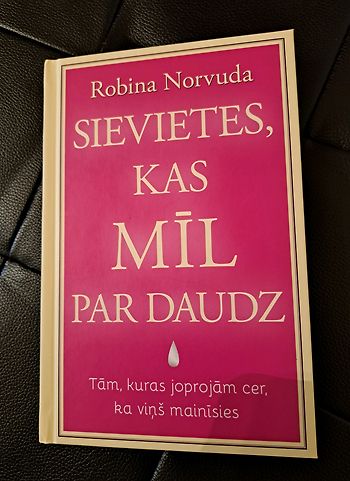 Robina Norvuda
SIEVIETES,
KAS
MĪL
PAR DAUDZ
Tām, kuras joprojām cer,
ka viņš mainīsies